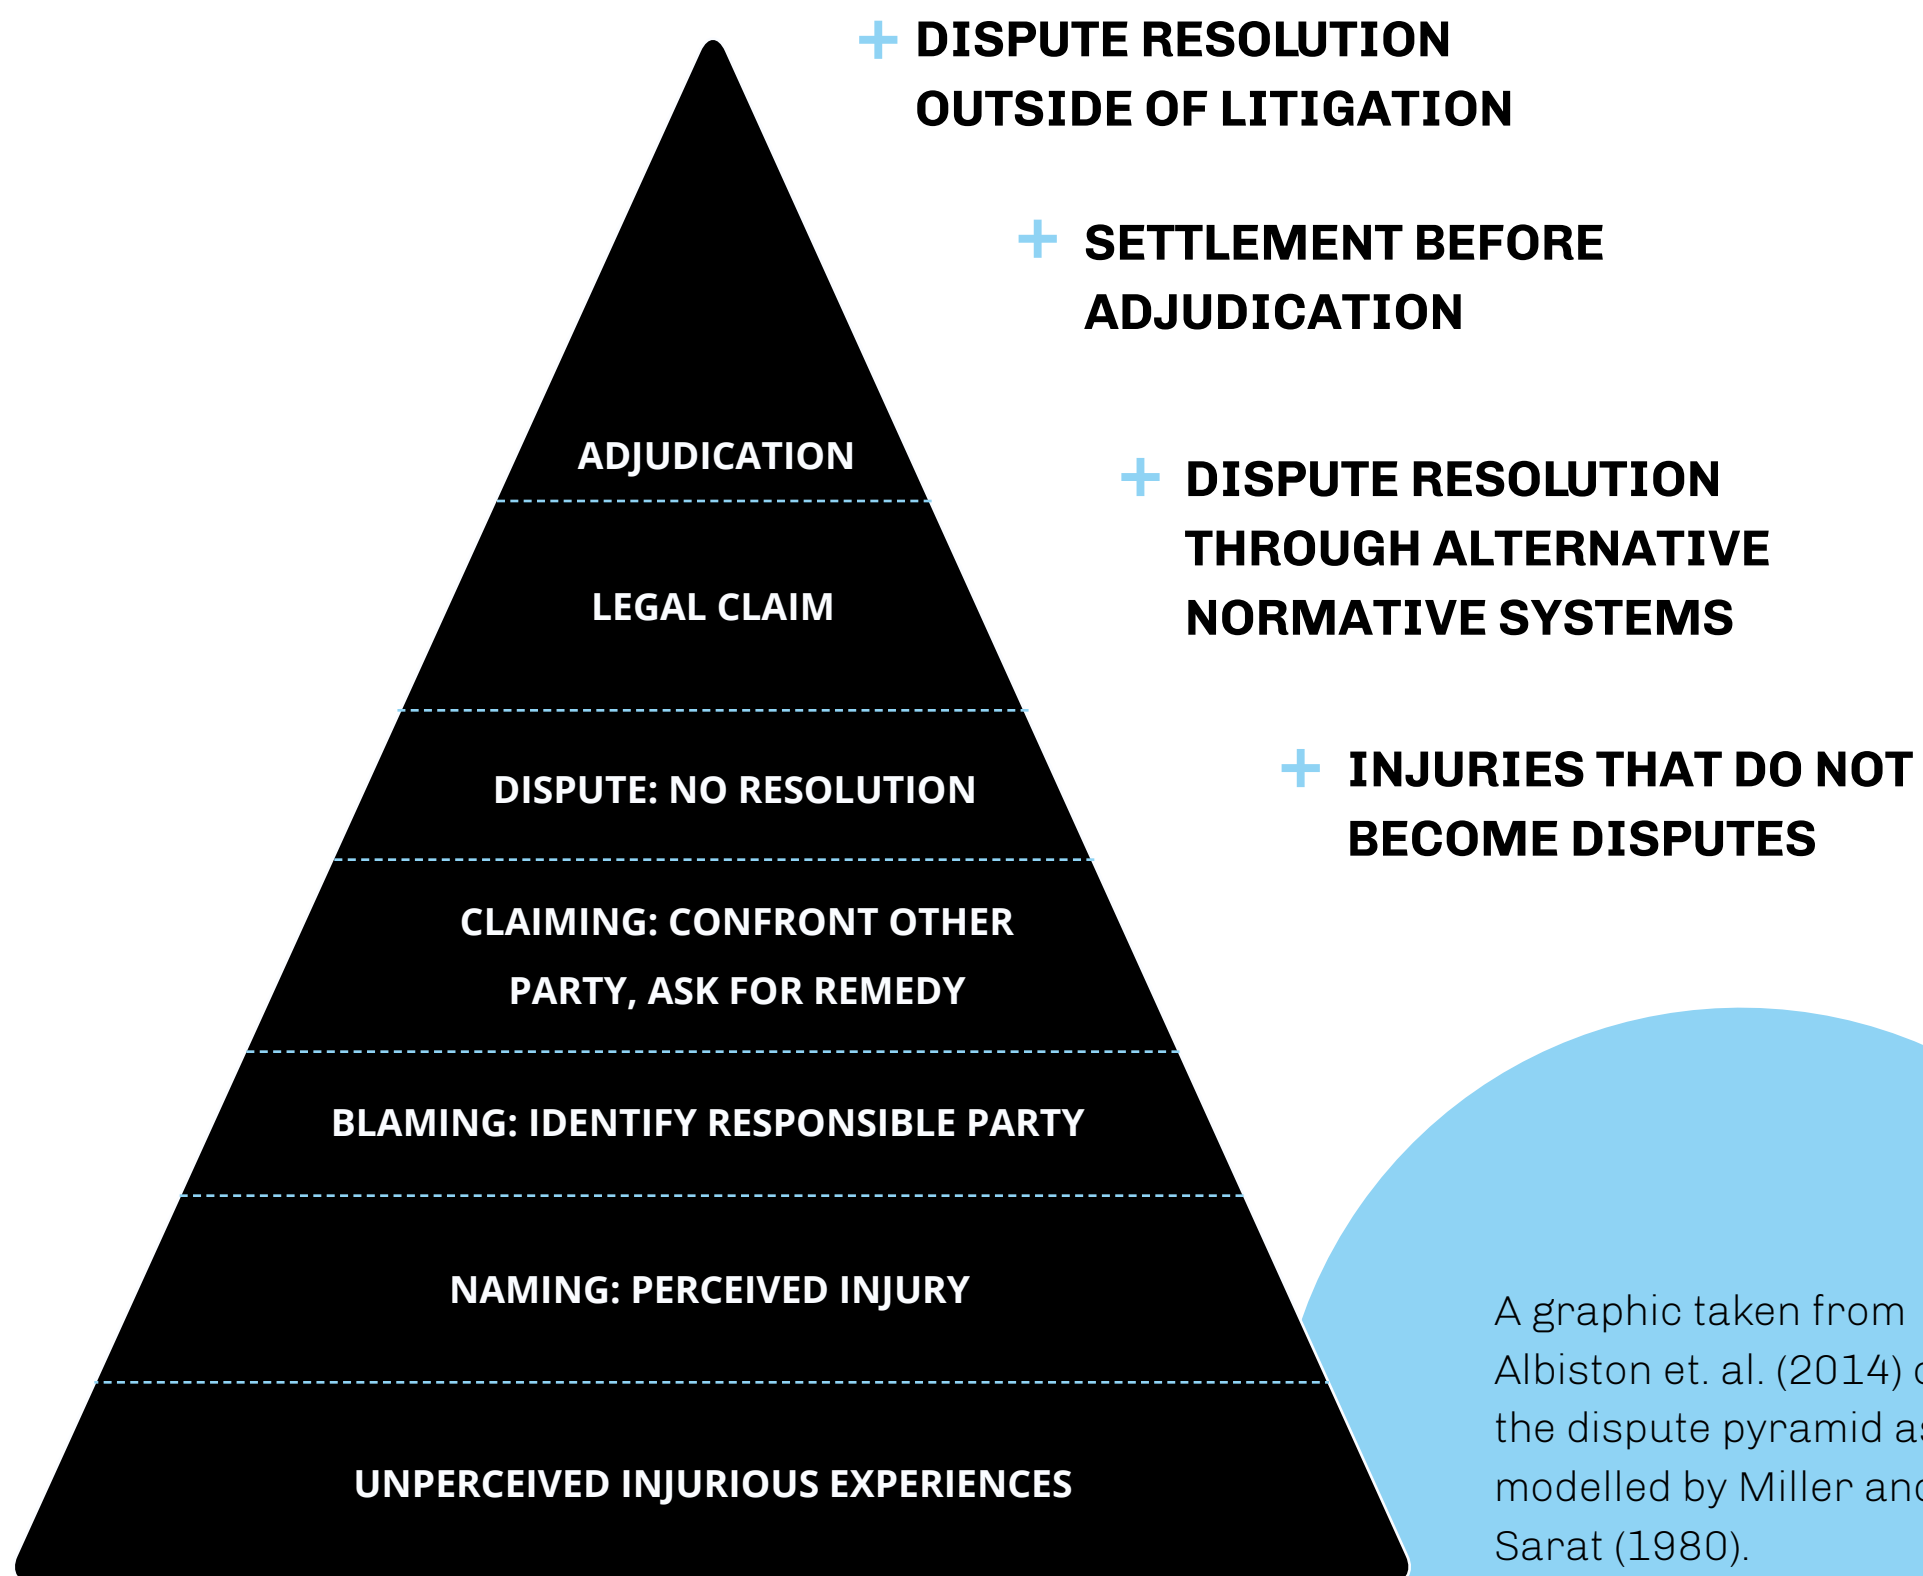 DISPUTE RESOLUTION
OUTSIDE OF LITIGATION
SETTLEMENT BEFORE
ADJUDICATION
DISPUTE RESOLUTION
THROUGH ALTERNATIVE
NORMATIVE SYSTEMS
INJURIES THAT DO NOT
BECOME DISPUTES
ADJUDICATION
LEGAL CLAIM
DISPUTE: NO RESOLUTION
CLAIMING: CONFRONT OTHER
PARTY, ASK FOR REMEDY
BLAMING: IDENTIFY RESPONSIBLE PARTY
NAMING: PERCEIVED INJURY
UNPERCEIVED INJURIOUS EXPERIENCES
A graphic taken from
Albiston et. al. (2014)
the dispute pyramid as
modelled by Miller and
Sarat (1980).